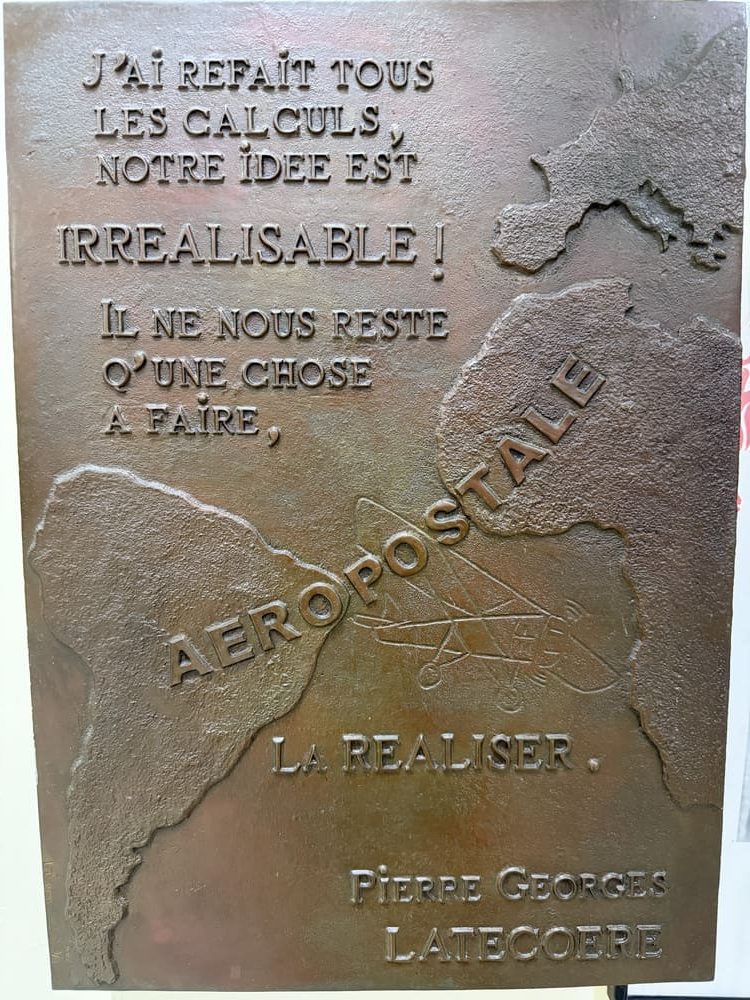 J'Ai REFAiT TOUS
LES CALCULS,
NOTRE iDEE EST
IRREALISABLE !
IL NE NOUS RESTE
Q'UNE CHOSE
A FAiRE,
AEROPOSTALE
LA REALISER.
PiERRE GEORGES
LATECOERE